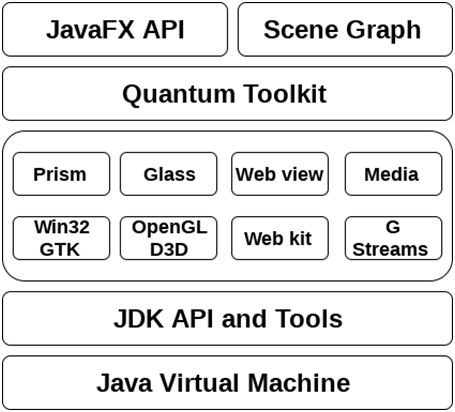 JavaFX API
Scene Graph
Quantum Toolkit
Prism
Glass
Web view
Media
Win32
GTK
OpenGL
D3D
Web kit
G
Streams
JDK API and Tools
Java Virtual Machine